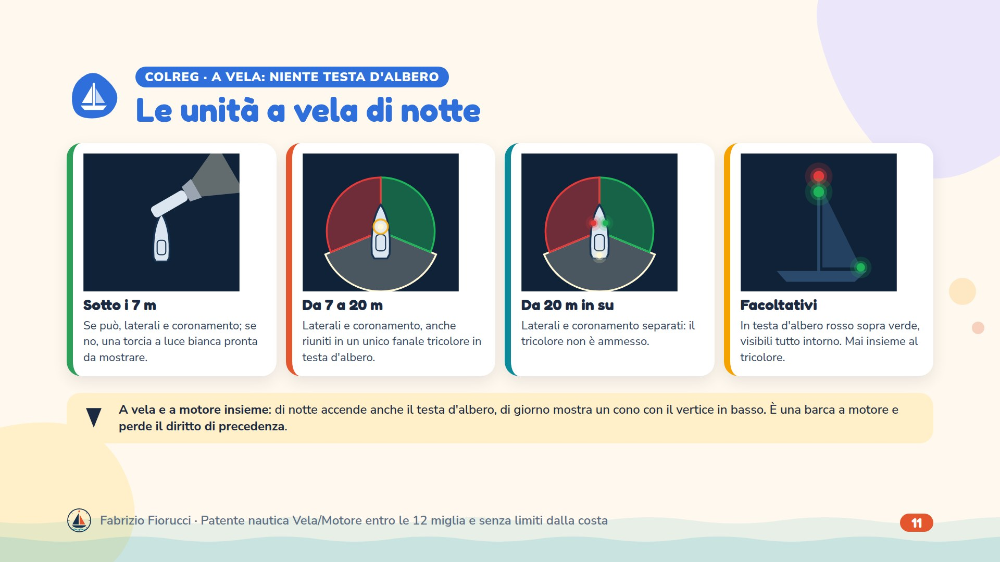 COLREG · A VELA: NIENTE TESTA D'ALBERO
Le unità a vela di notte
Sotto i 7 m
Se può, laterali e coronamento; se
no, una torcia a luce bianca pronta
da mostrare.
Da 7 a 20 m
Laterali e coronamento, anche
riuniti in un unico fanale tricolore in
testa d'albero.
Da 20 m in su
Laterali e coronamento separati: il
tricolore non è ammesso.
Facoltativi
In testa d'albero rosso sopra verde,
visibili tutto intorno. Mai insieme al
tricolore.
A vela e a motore insieme: di notte accende anche il testa d'albero, di giorno mostra un cono con il vertice in basso. È una barca a motore e
perde il diritto di precedenza.
Fabrizio Fiorucci · Patente nautica Vela/Motore entro le 12 miglia e senza limiti dalla costa
11